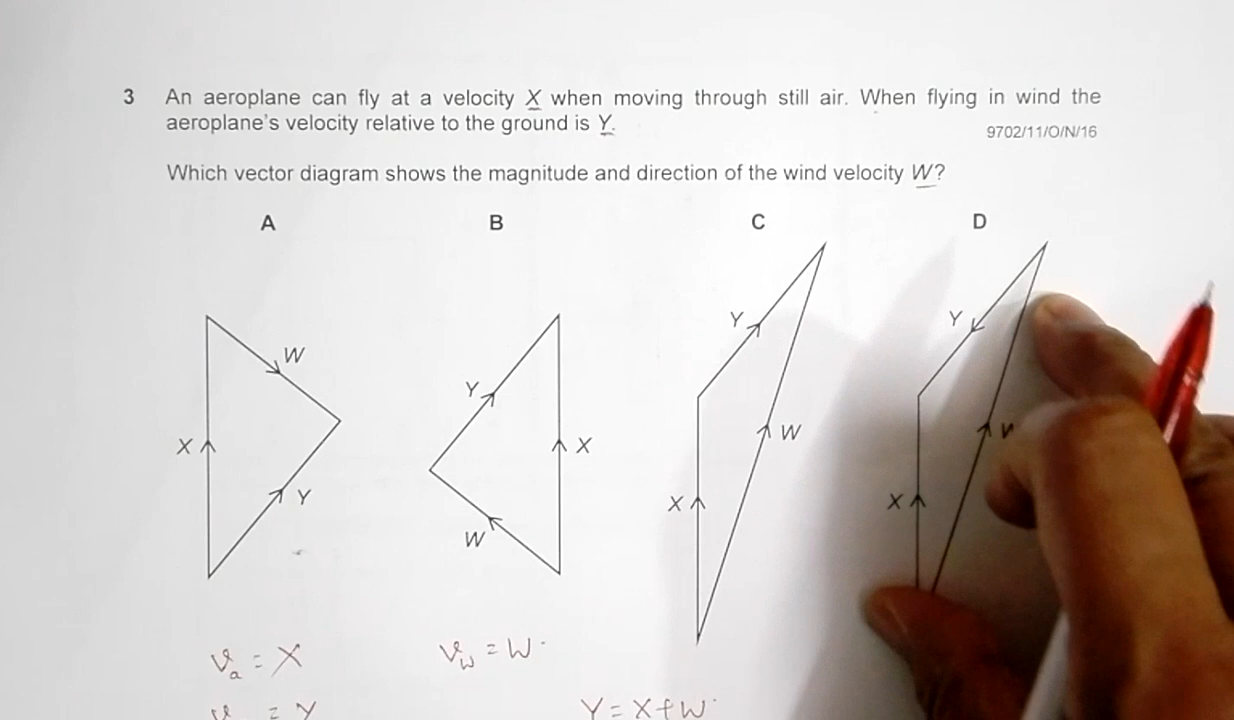 3 An aeroplane can fly at a velocity X when moving through still air. When flying in wind the
aeroplane's velocity relative to the ground is Y.
9702/11/O/N/16
Which vector diagram shows the magnitude and direction of the wind velocity W?
A B C D
W
X
Y
Y
X
W
Y
W
X
Y
X
va = X
vw = W.
= Y
Y = X + W.